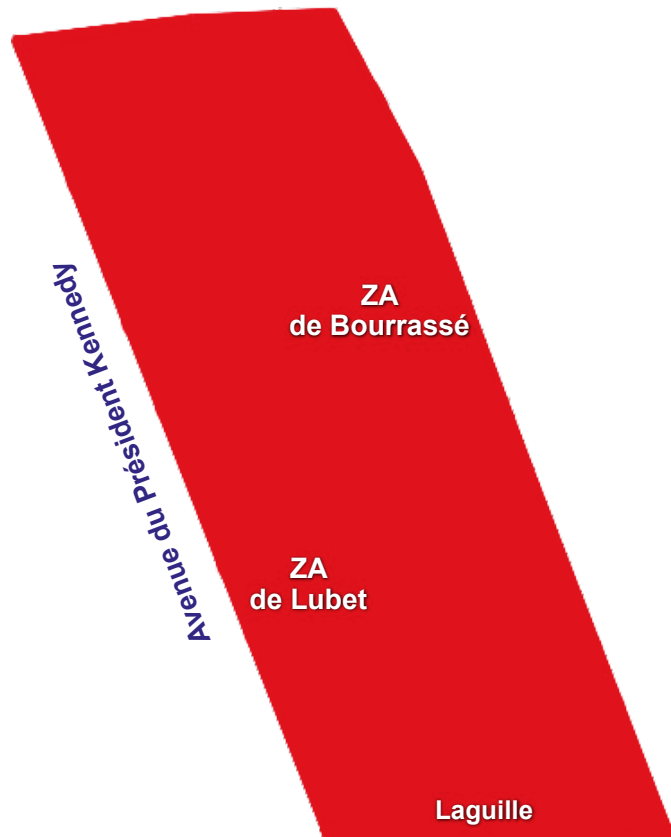 Avenue du Président Kennedy
ZA
de Bourrassé
ZA
de Lubet
Laguille